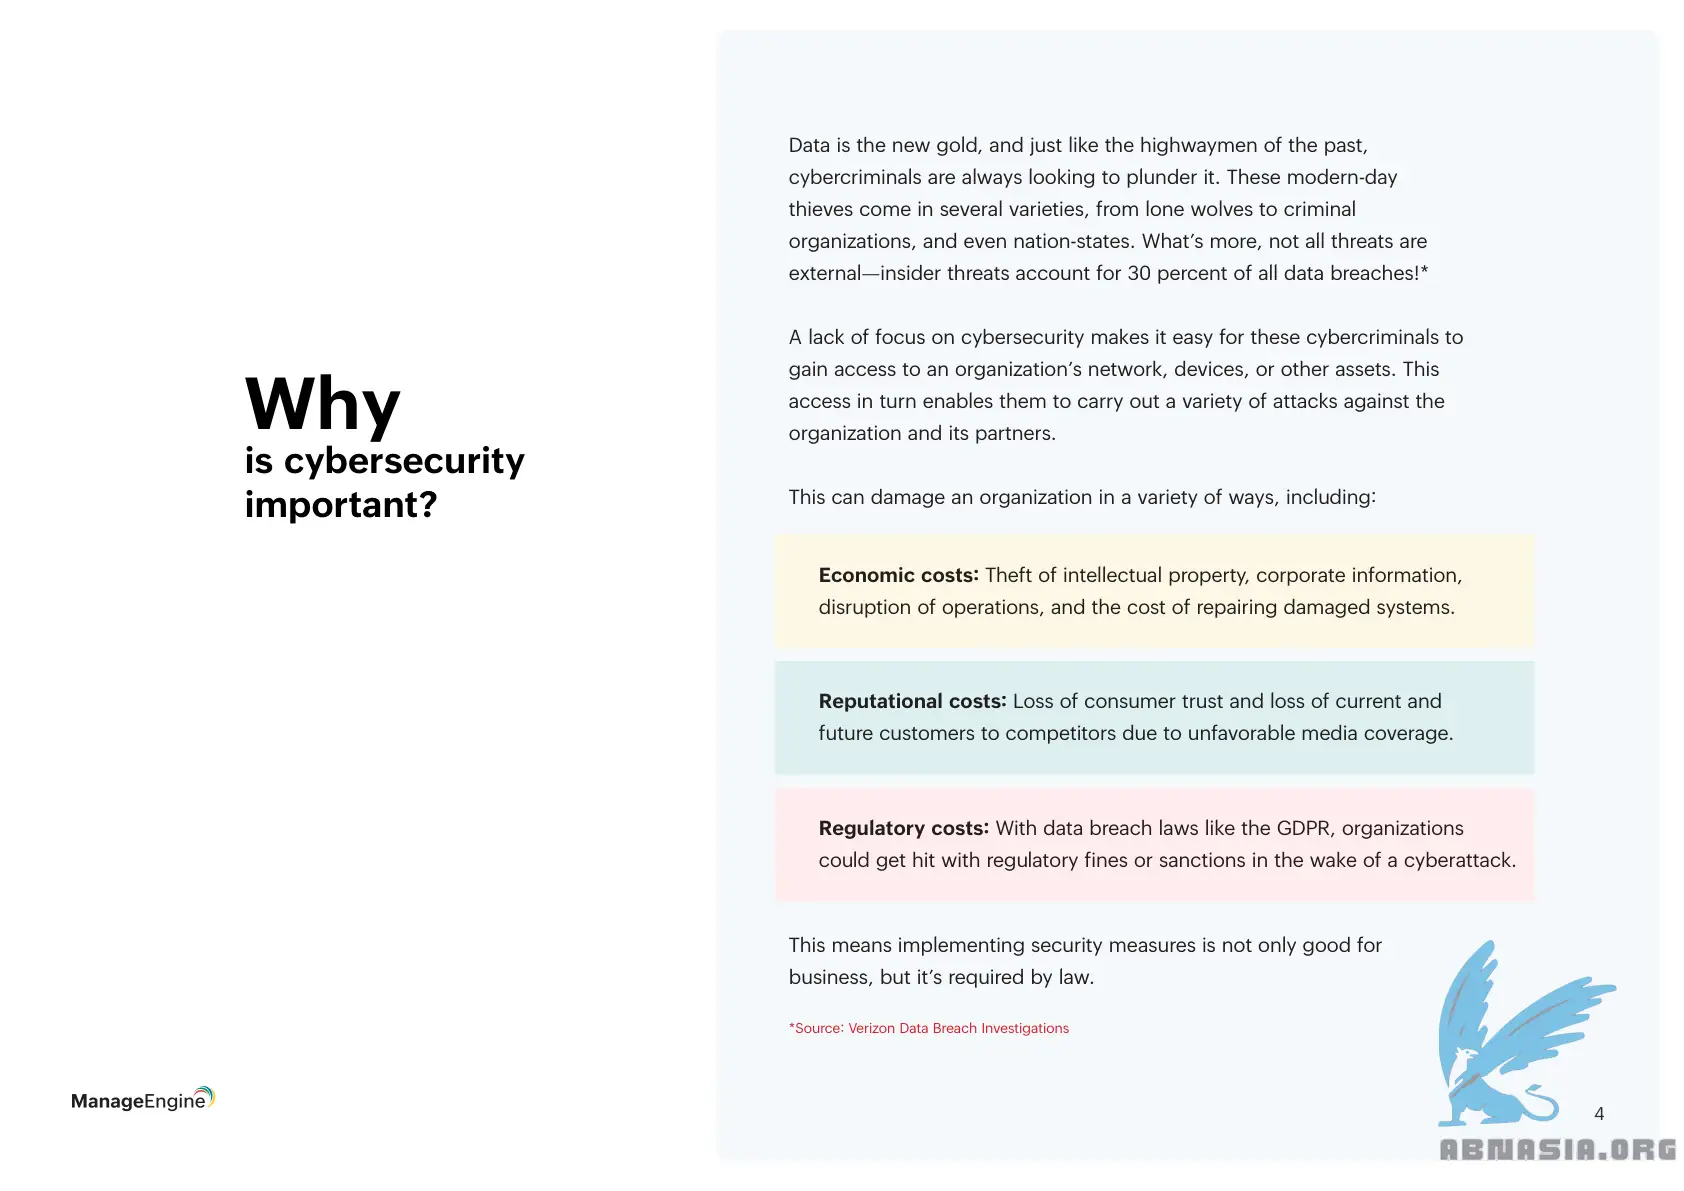 Why
is cybersecurity
important?
Data is the new gold, and just like the highwaymen of the past,
cybercriminals are always looking to plunder it. These modern-day
thieves come in several varieties, from lone wolves to criminal
organizations, and even nation-states. What’s more, not all threats are
external—insider threats account for 30 percent of all data breaches!*
A lack of focus on cybersecurity makes it easy for these cybercriminals to
gain access to an organization’s network, devices, or other assets. This
access in turn enables them to carry out a variety of attacks against the
organization and its partners.
This can damage an organization in a variety of ways, including:
Economic costs: Theft of intellectual property, corporate information,
disruption of operations, and the cost of repairing damaged systems.
Reputational costs: Loss of consumer trust and loss of current and
future customers to competitors due to unfavorable media coverage.
Regulatory costs: With data breach laws like the GDPR, organizations
could get hit with regulatory fines or sanctions in the wake of a cyberattack.
This means implementing security measures is not only good for
business, but it’s required by law.
*Source: Verizon Data Breach Investigations
ManageEngine
4
ABNASIA.ORG